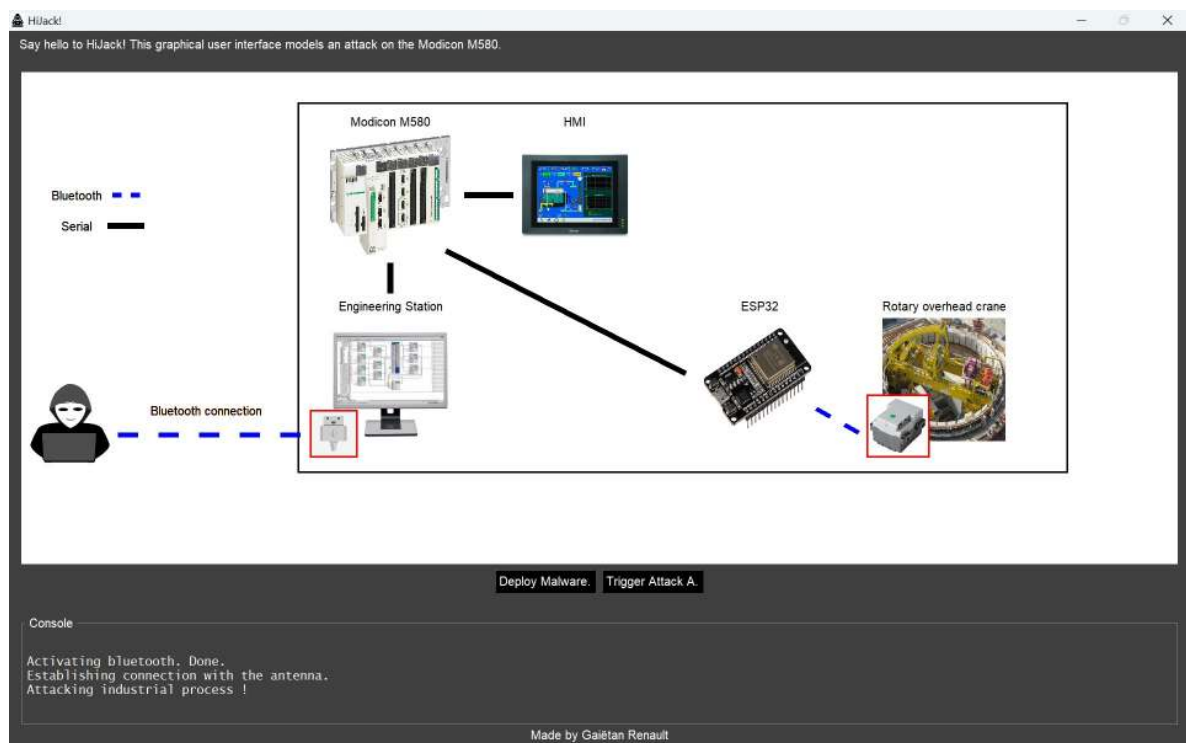 HiJack!
Say hello to HiJack! This graphical user interface models an attack on the Modicon M580.
Modicon M580
HMI
Bluetooth
Serial
Engineering Station
ESP32
Rotary overhead crane
Bluetooth connection
Deploy Malware.
Trigger Attack A.
Console
Activating bluetooth. Done.
Establishing connection with the antenna.
Attacking industrial process !
Made by Gaiëtan Renault